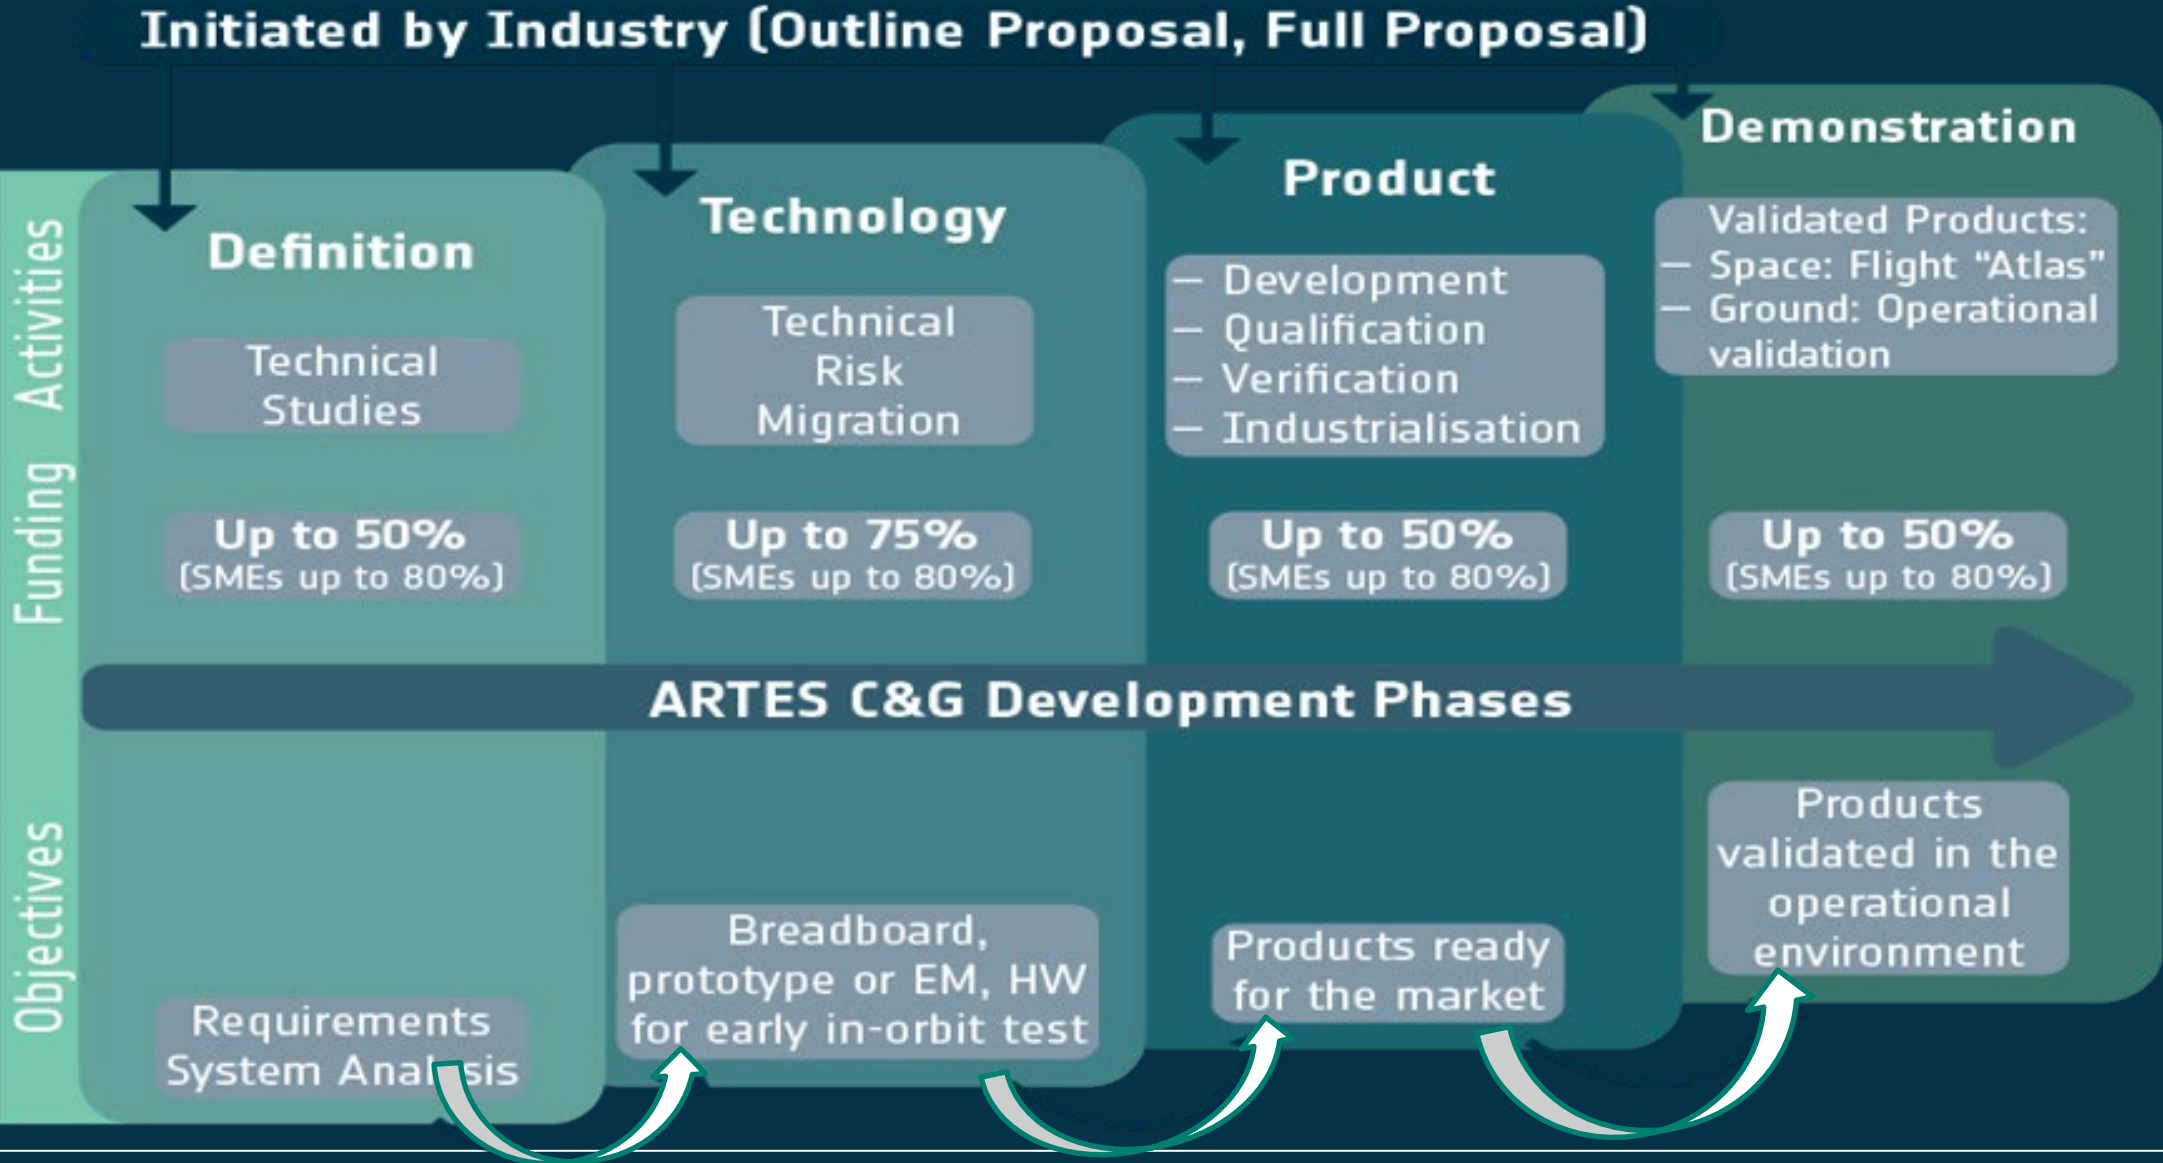 Initiated by Industry (Outline Proposal, Full Proposal)
Activities
Funding
Objectives
Definition
Technical
Studies
Up to 50%
(SMEs up to 80%)
Technology
Technical
Risk
Migration
Up to 75%
(SMEs up to 80%)
Product
– Development
– Qualification
– Verification
– Industrialisation
Up to 50%
(SMEs up to 80%)
Demonstration
Validated Products:
– Space: Flight “Atlas”
– Ground: Operational
validation
Up to 50%
(SMEs up to 80%)
ARTES C&G Development Phases
Requirements
System Analysis
Breadboard,
prototype or EM, HW
for early in-orbit test
Products ready
for the market
Products
validated in the
operational
environment